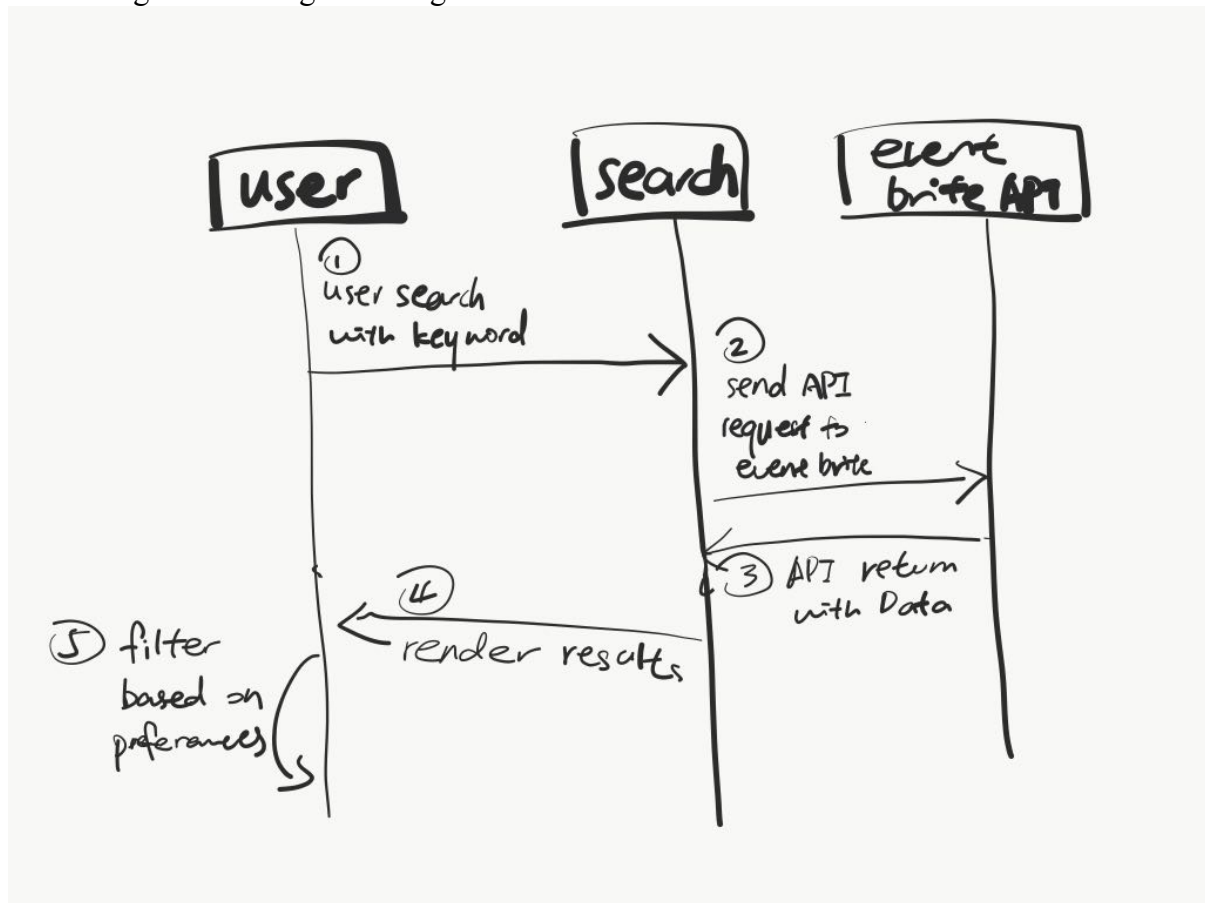 user
search
event
brite API
①
user search
with keyword
②
send API
request to
event brite
③ API return
with Data
④
render results
⑤ filter
based on
preferences